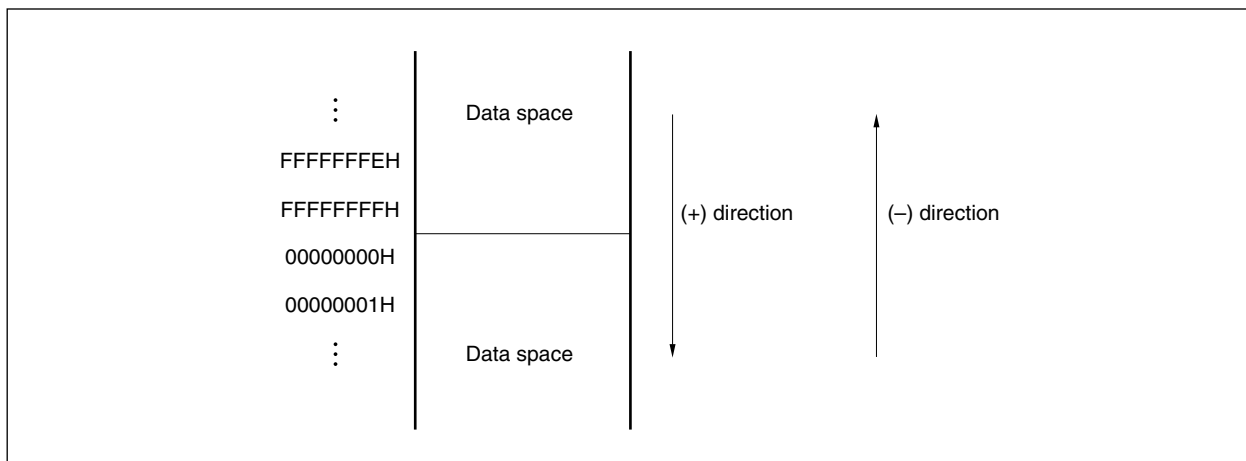 ⋮
Data space
FFFFFFFEH
FFFFFFFFH
(+) direction
(–) direction
00000000H
00000001H
⋮
Data space